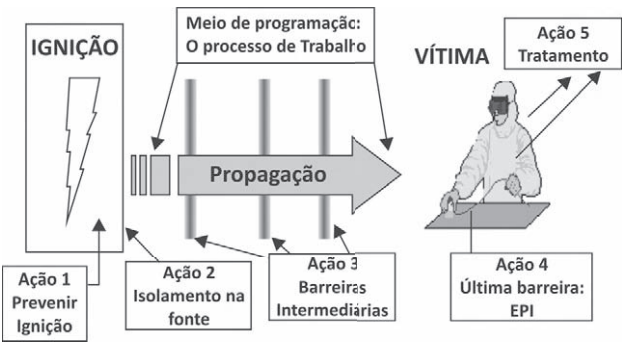 Meio de programação:
O processo de Trabalho
IGNIÇÃO
VÍTIMA
Ação 5
Tratamento
Propagação
Ação 1
Prevenir
Ignição
Ação 2
Isolamento na
fonte
Ação 3
Barreiras
Intermediárias
Ação 4
Última barreira:
EPI